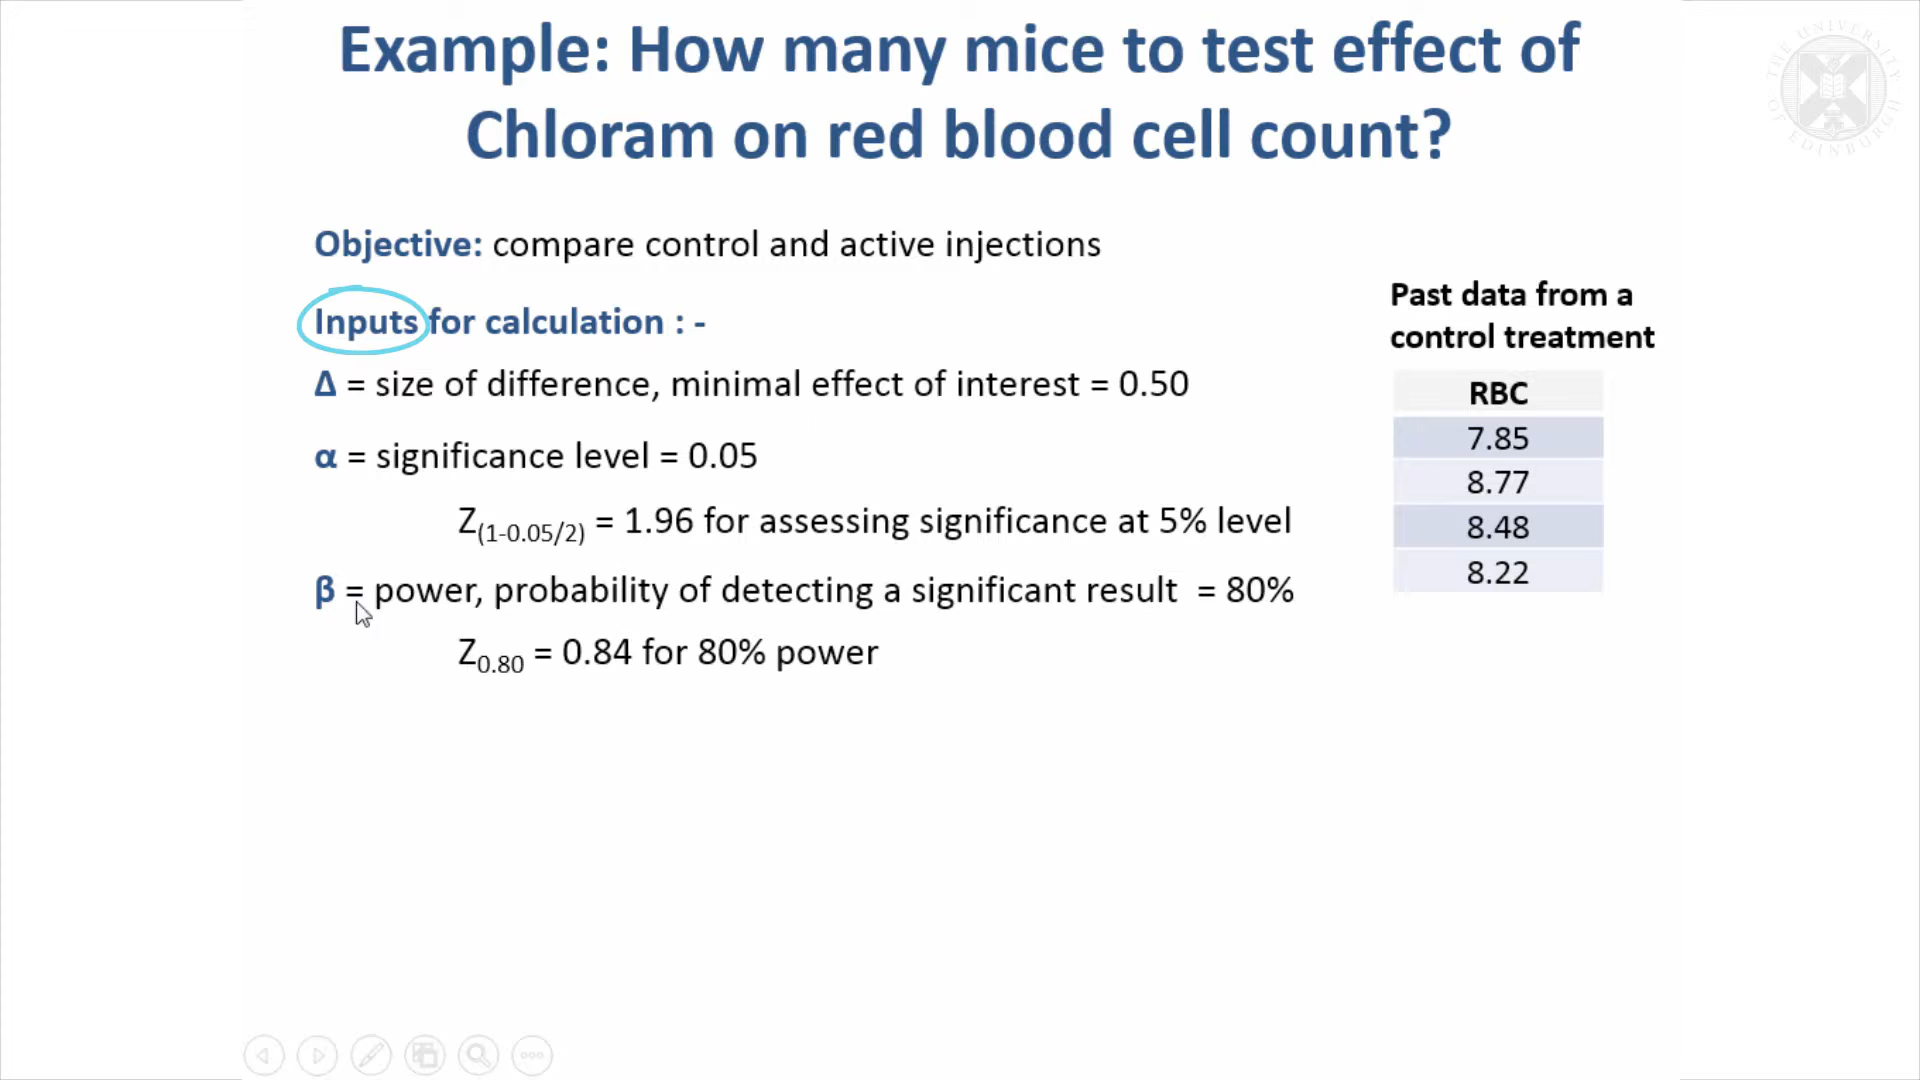 Example: How many mice to test effect of
Chloram on red blood cell count?
THE UNIVERSITY OF EDINBURGH
Objective: compare control and active injections
Inputs for calculation : -
Δ = size of difference, minimal effect of interest = 0.50
α = significance level = 0.05
Z(1-0.05/2) = 1.96 for assessing significance at 5% level
β = power, probability of detecting a significant result = 80%
Z0.80 = 0.84 for 80% power
Past data from a
control treatment
RBC
7.85
8.77
8.48
8.22